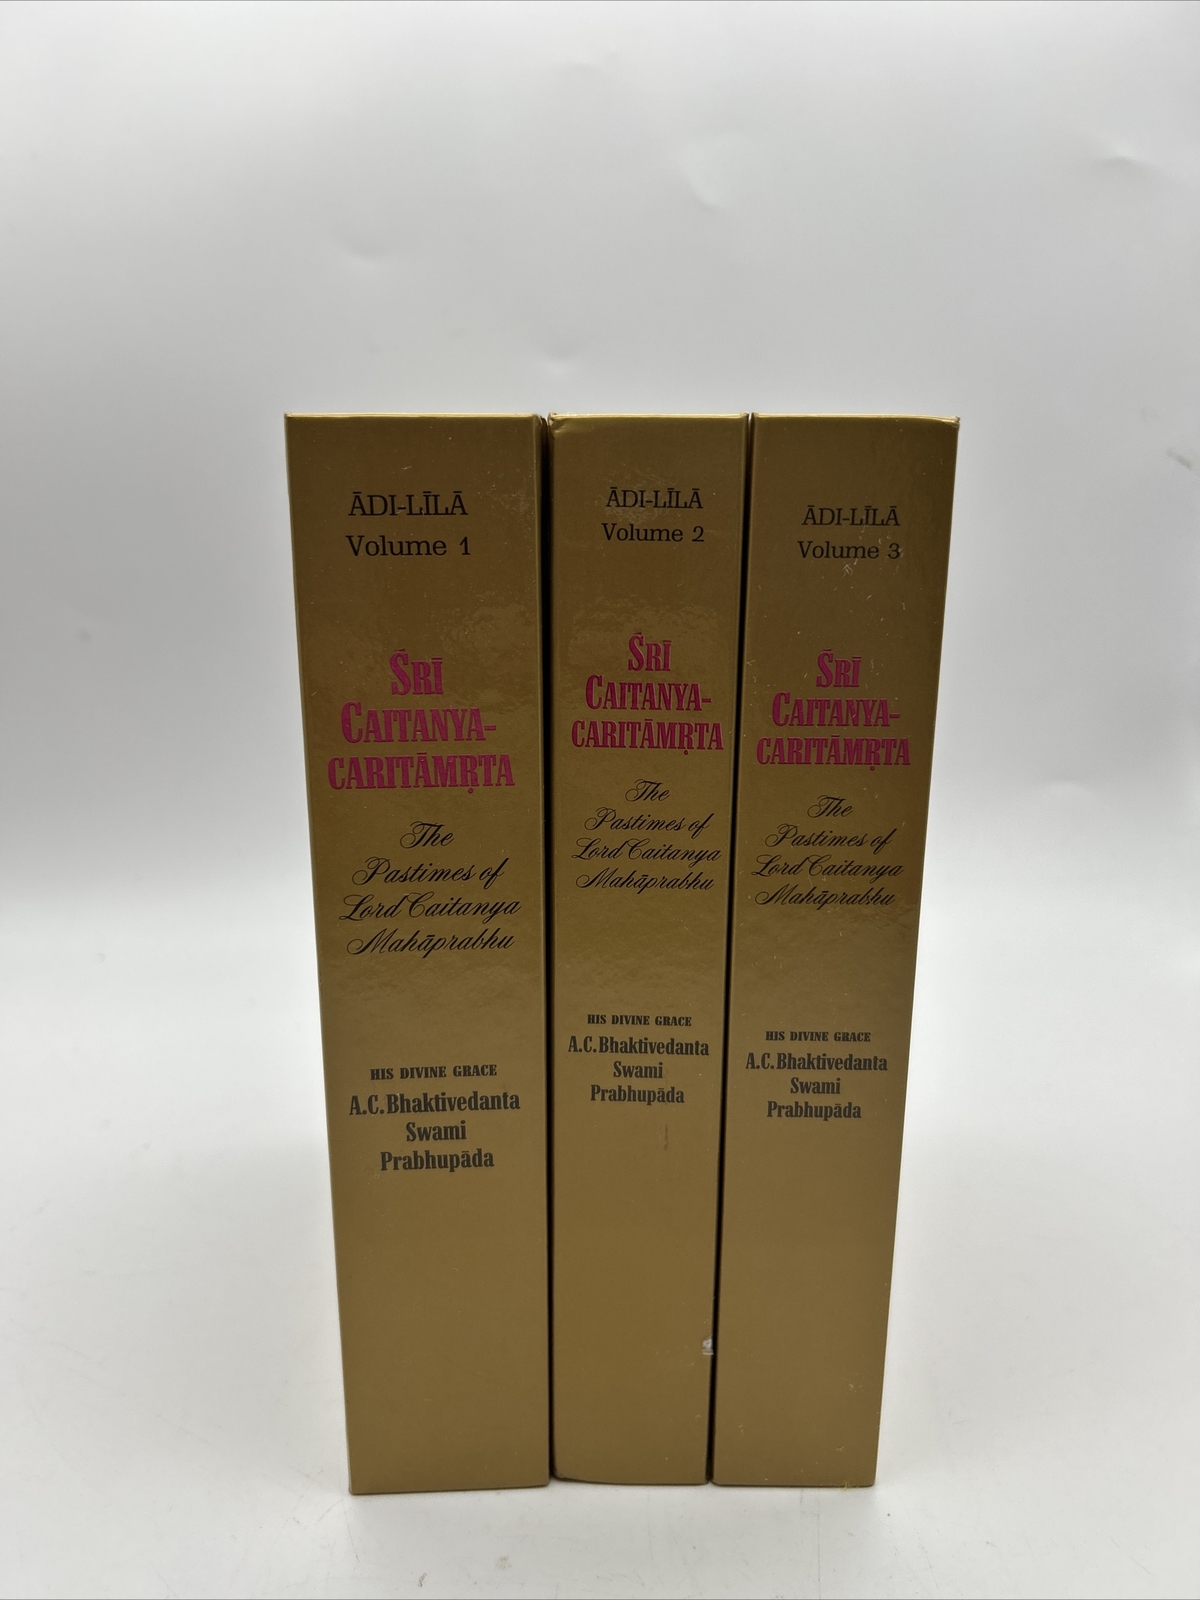 ĀDI-LĪLĀ
Volume 1
ŚRĪ
CAITANYA-
CARITĀMṚTA
The
Pastimes of
Lord Caitanya
Mahāprabhu
HIS DIVINE GRACE
A.C. Bhaktivedanta
Swami
Prabhupāda
ĀDI-LĪLĀ
Volume 2
ŚRĪ
CAITANYA-
CARITĀMṚTA
The
Pastimes of
Lord Caitanya
Mahāprabhu
HIS DIVINE GRACE
A.C. Bhaktivedanta
Swami
Prabhupāda
ĀDI-LĪLĀ
Volume 3
ŚRĪ
CAITANYA-
CARITĀMṚTA
The
Pastimes of
Lord Caitanya
Mahāprabhu
HIS DIVINE GRACE
A.C. Bhaktivedanta
Swami
Prabhupāda